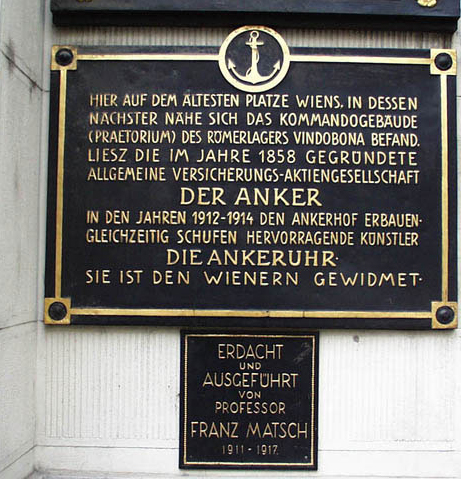 HIER AUF DEM ÄLTESTEN PLATZE WIENS, IN DESSEN
NÄCHSTER NÄHE SICH DAS KOMMANDOGEBÄUDE
(PRAETORIUM) DES RÖMERLAGERS VINDOBONA BEFAND,
LIESZ DIE IM JAHRE 1858 GEGRÜNDETE
ALLGEMEINE VERSICHERUNGS-AKTIENGESELLSCHAFT
DER ANKER
IN DEN JAHREN 1912-1914 DEN ANKERHOF ERBAUEN·
GLEICHZEITIG SCHUFEN HERVORRAGENDE KÜNSTLER
DIE ANKERUHR·
SIE IST DEN WIENERN GEWIDMET·
ERDACHT
UND
AUSGEFÜHRT
VON
PROFESSOR
FRANZ MATSCH
1911-1917.